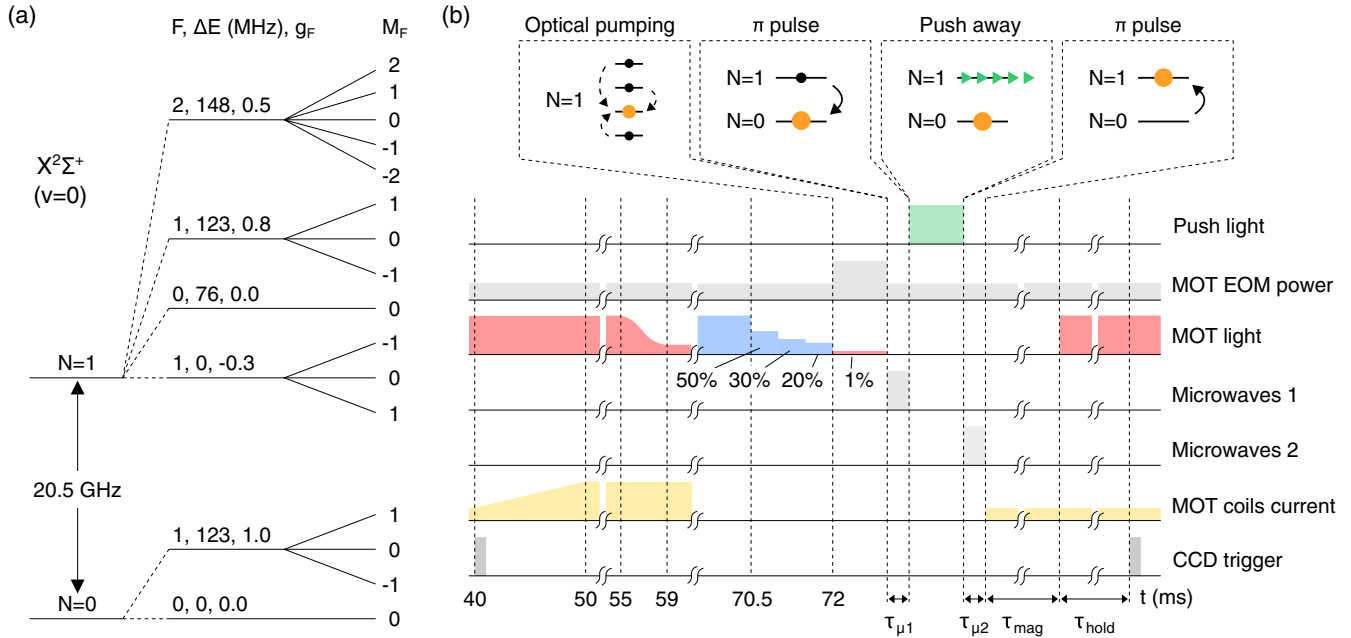 (a)
F, ΔE (MHz), g_F
M_F
2
1
0
-1
-2
2, 148, 0.5
X²Σ⁺
(v=0)
1
0
-1
1, 123, 0.8
0, 76, 0.0
0
N=1
1, 0, -0.3
-1
0
1
20.5 GHz
1, 123, 1.0
1
0
-1
N=0
0, 0, 0.0
0
(b)
Optical pumping
π pulse
Push away
π pulse
N=1
N=1
N=0
N=1
N=0
N=1
N=0
Push light
MOT EOM power
MOT light
50%
30%
20%
1%
Microwaves 1
Microwaves 2
MOT coils current
CCD trigger
40
50
55
59
70.5
72
t (ms)
τ_μ1
τ_μ2
τ_mag
τ_hold